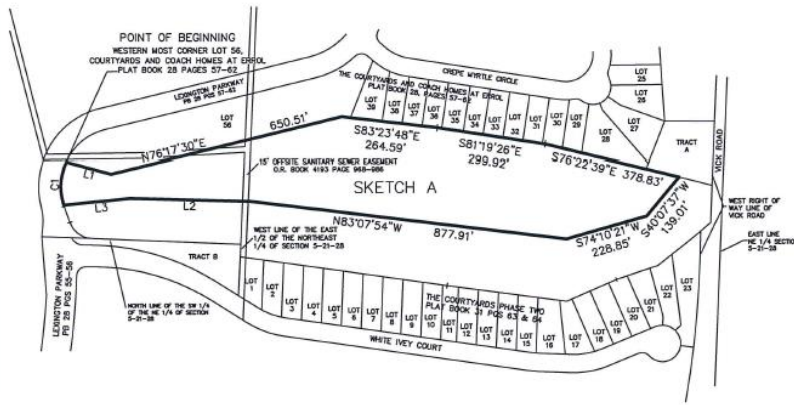 POINT OF BEGINNING
WESTERN MOST CORNER LOT 56,
COURTYARDS AND COACH HOMES AT ERROL
PLAT BOOK 28 PAGES 57-62
LEXINGTON PARKWAY
PB 28 PGS 57-62
LOT
56
CREPE MYRTLE CIRCLE
THE COURTYARDS AND COACH HOMES AT ERROL
PLAT BOOK 28, PAGES 57-62
LOT
39
LOT
38
LOT
37
LOT
36
LOT
35
LOT
34
LOT
33
LOT
32
LOT
31
LOT
30
LOT
29
LOT
28
LOT
27
LOT
26
LOT
25
TRACT
A
VICK ROAD
N76°17'30"E
650.51'
S83°23'48"E
264.59'
S81°19'26"E
299.92'
S76°22'39"E
378.83'
S40°07'37"W
139.01'
S74°10'21"W
228.85'
N83°07'54"W
877.91'
L1
C1
L3
L2
15' OFFSITE SANITARY SEWER EASEMENT
O.R. BOOK 4193 PAGE 968-986
SKETCH A
WEST RIGHT OF
WAY LINE OF
VICK ROAD
EAST LINE
NE 1/4 SECTION
5-21-28
WEST LINE OF THE EAST
1/2 OF THE NORTHEAST
1/4 OF SECTION 5-21-28
TRACT B
LEXINGTON PARKWAY
PB 28 PGS 55-56
NORTH LINE OF THE SW 1/4
OF THE NE 1/4 OF SECTION
5-21-28
LOT
1
LOT
2
LOT
3
LOT
4
LOT
5
LOT
6
LOT
7
LOT
8
LOT
9
LOT
10
LOT
11
LOT
12
LOT
13
LOT
14
LOT
15
LOT
16
LOT
17
LOT
18
LOT
19
LOT
20
LOT
21
LOT
22
LOT
23
THE COURTYARDS PHASE TWO
PLAT BOOK 31 PGS 63 & 64
WHITE IVEY COURT